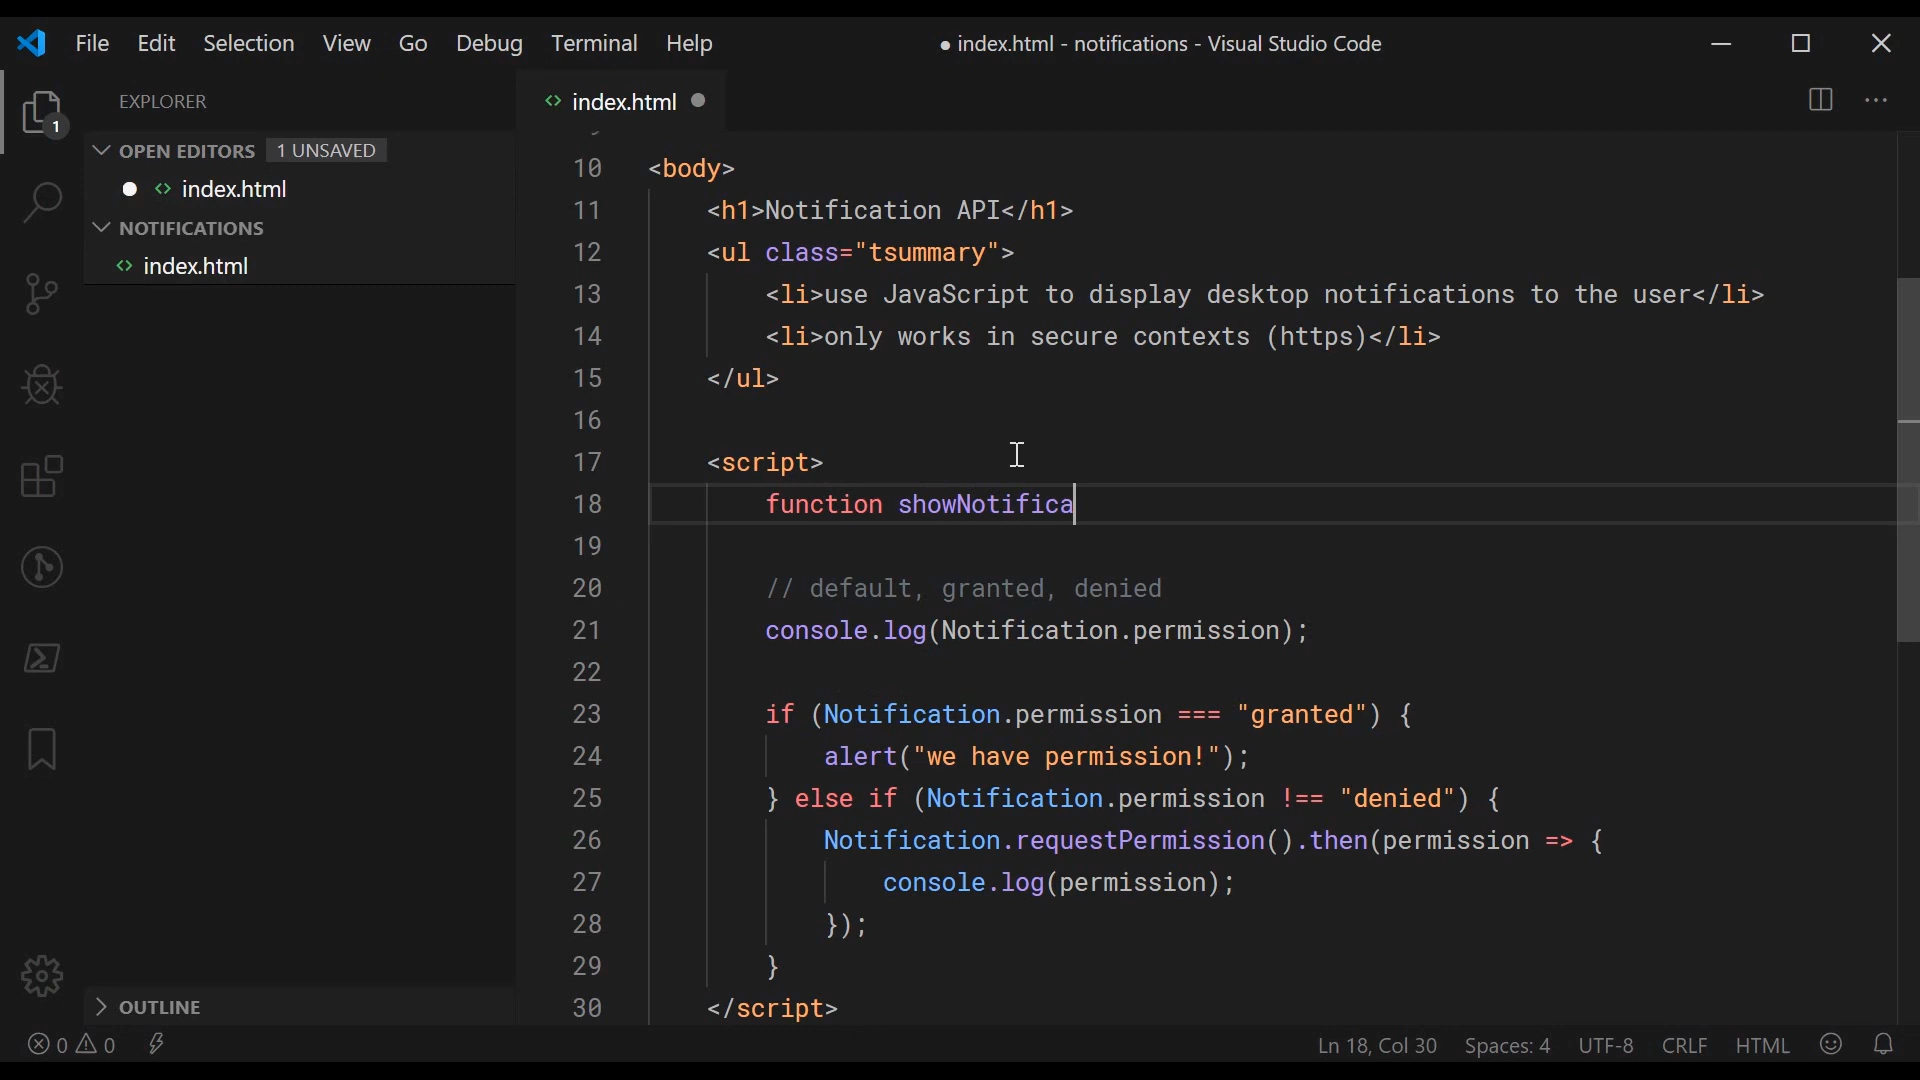 File Edit Selection View Go Debug Terminal Help
● index.html - notifications - Visual Studio Code
EXPLORER
OPEN EDITORS 1 UNSAVED
index.html
NOTIFICATIONS
index.html
OUTLINE
1
index.html
10 <body>
11 <h1>Notification API</h1>
12 <ul class="tsummary">
13 <li>use JavaScript to display desktop notifications to the user</li>
14 <li>only works in secure contexts (https)</li>
15 </ul>
16
17 <script>
18 function showNotifica
19
20 // default, granted, denied
21 console.log(Notification.permission);
22
23 if (Notification.permission === "granted") {
24 alert("we have permission!");
25 } else if (Notification.permission !== "denied") {
26 Notification.requestPermission().then(permission => {
27 console.log(permission);
28 });
29 }
30 </script>
0 0
Ln 18, Col 30 Spaces: 4 UTF-8 CRLF HTML